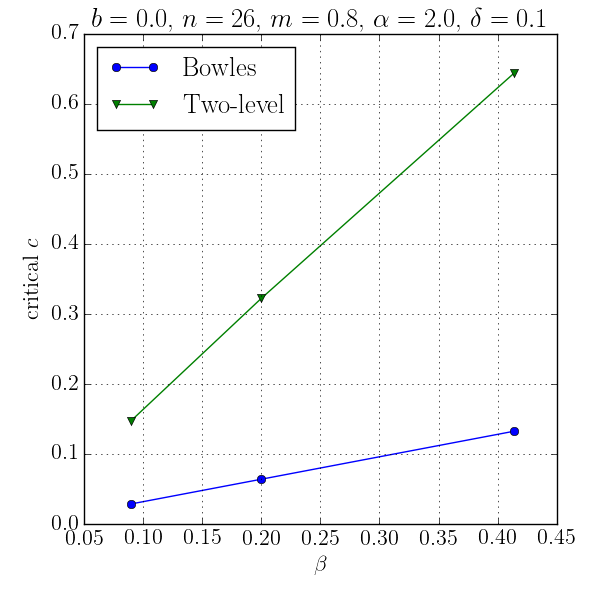 b = 0.0, n = 26, m = 0.8, α = 2.0, δ = 0.1
Bowles
Two-level
critical c
0.7
0.6
0.5
0.4
0.3
0.2
0.1
0.0
0.05 0.10 0.15 0.20 0.25 0.30 0.35 0.40 0.45
β